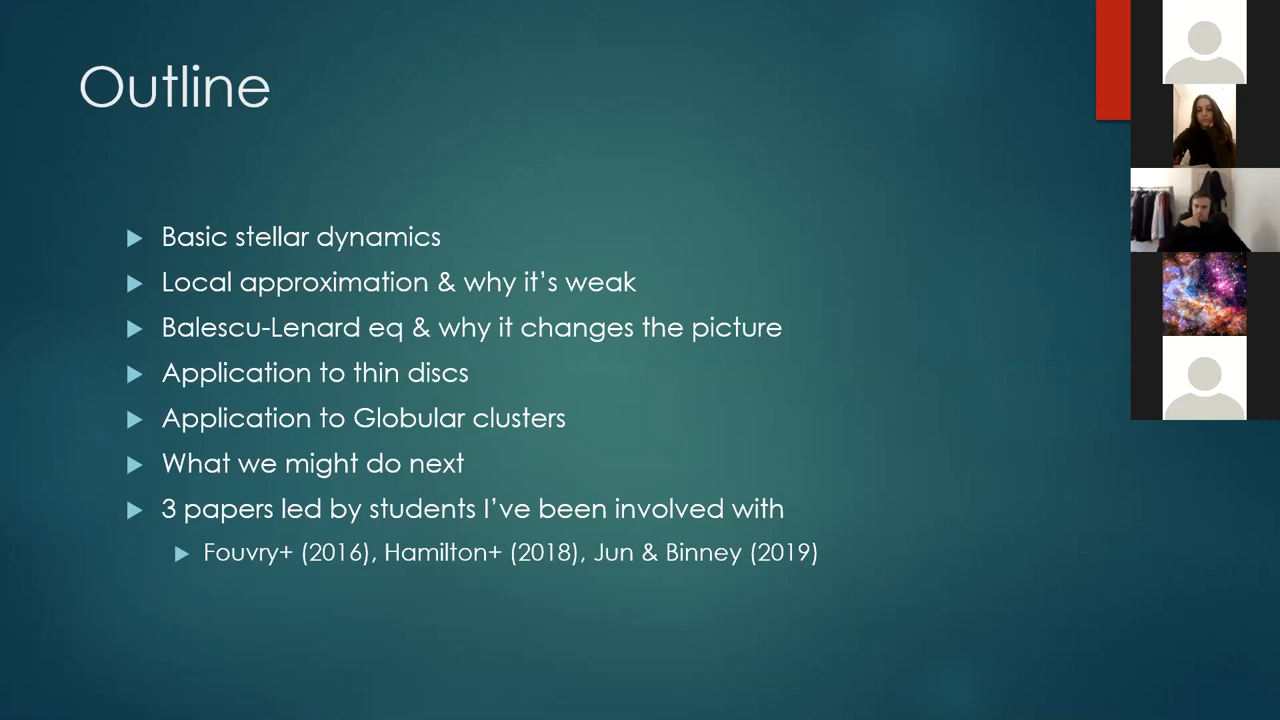 Outline
Basic stellar dynamics
Local approximation & why it's weak
Balescu-Lenard eq & why it changes the picture
Application to thin discs
Application to Globular clusters
What we might do next
3 papers led by students I've been involved with
Fouvry+ (2016), Hamilton+ (2018), Jun & Binney (2019)